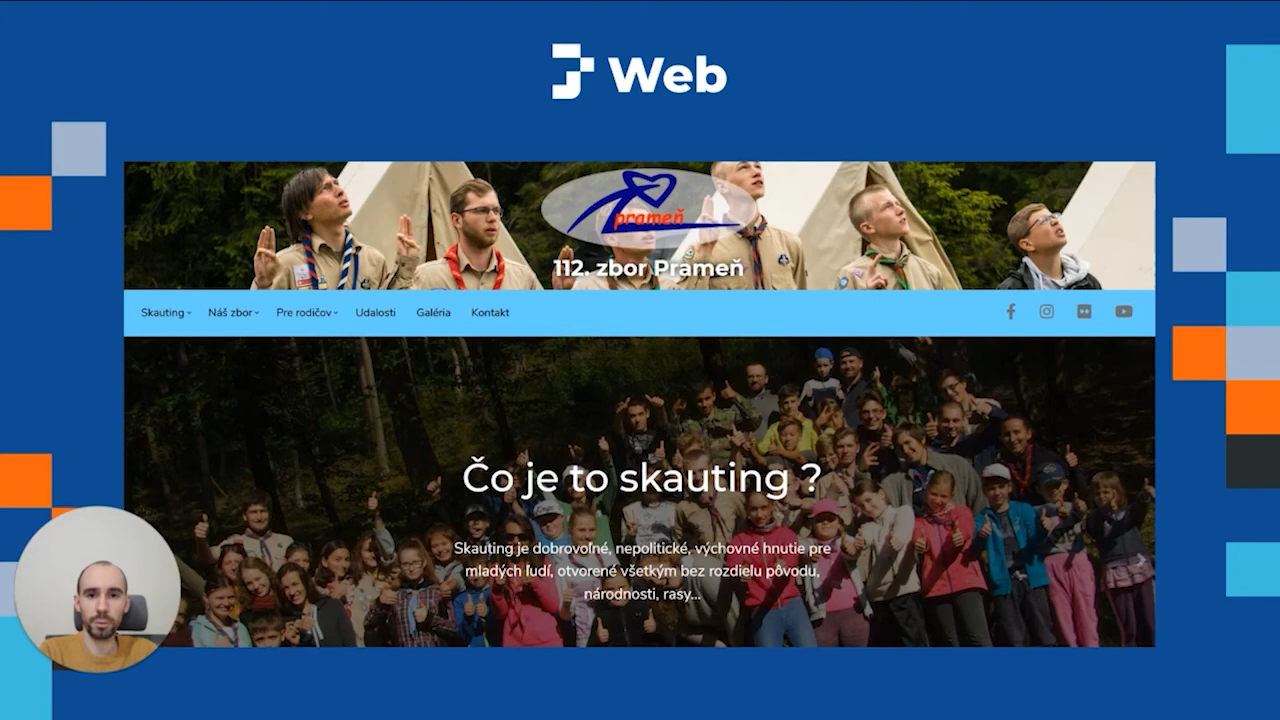 Web
prameň
112. zbor Prameň
Skauting Náš zbor Pre rodičov Udalosti Galéria Kontakt
Čo je to skauting ?
Skauting je dobrovoľné, nepolitické, výchovné hnutie pre
mladých ľudí, otvorené všetkým bez rozdielu pôvodu,
národnosti, rasy...